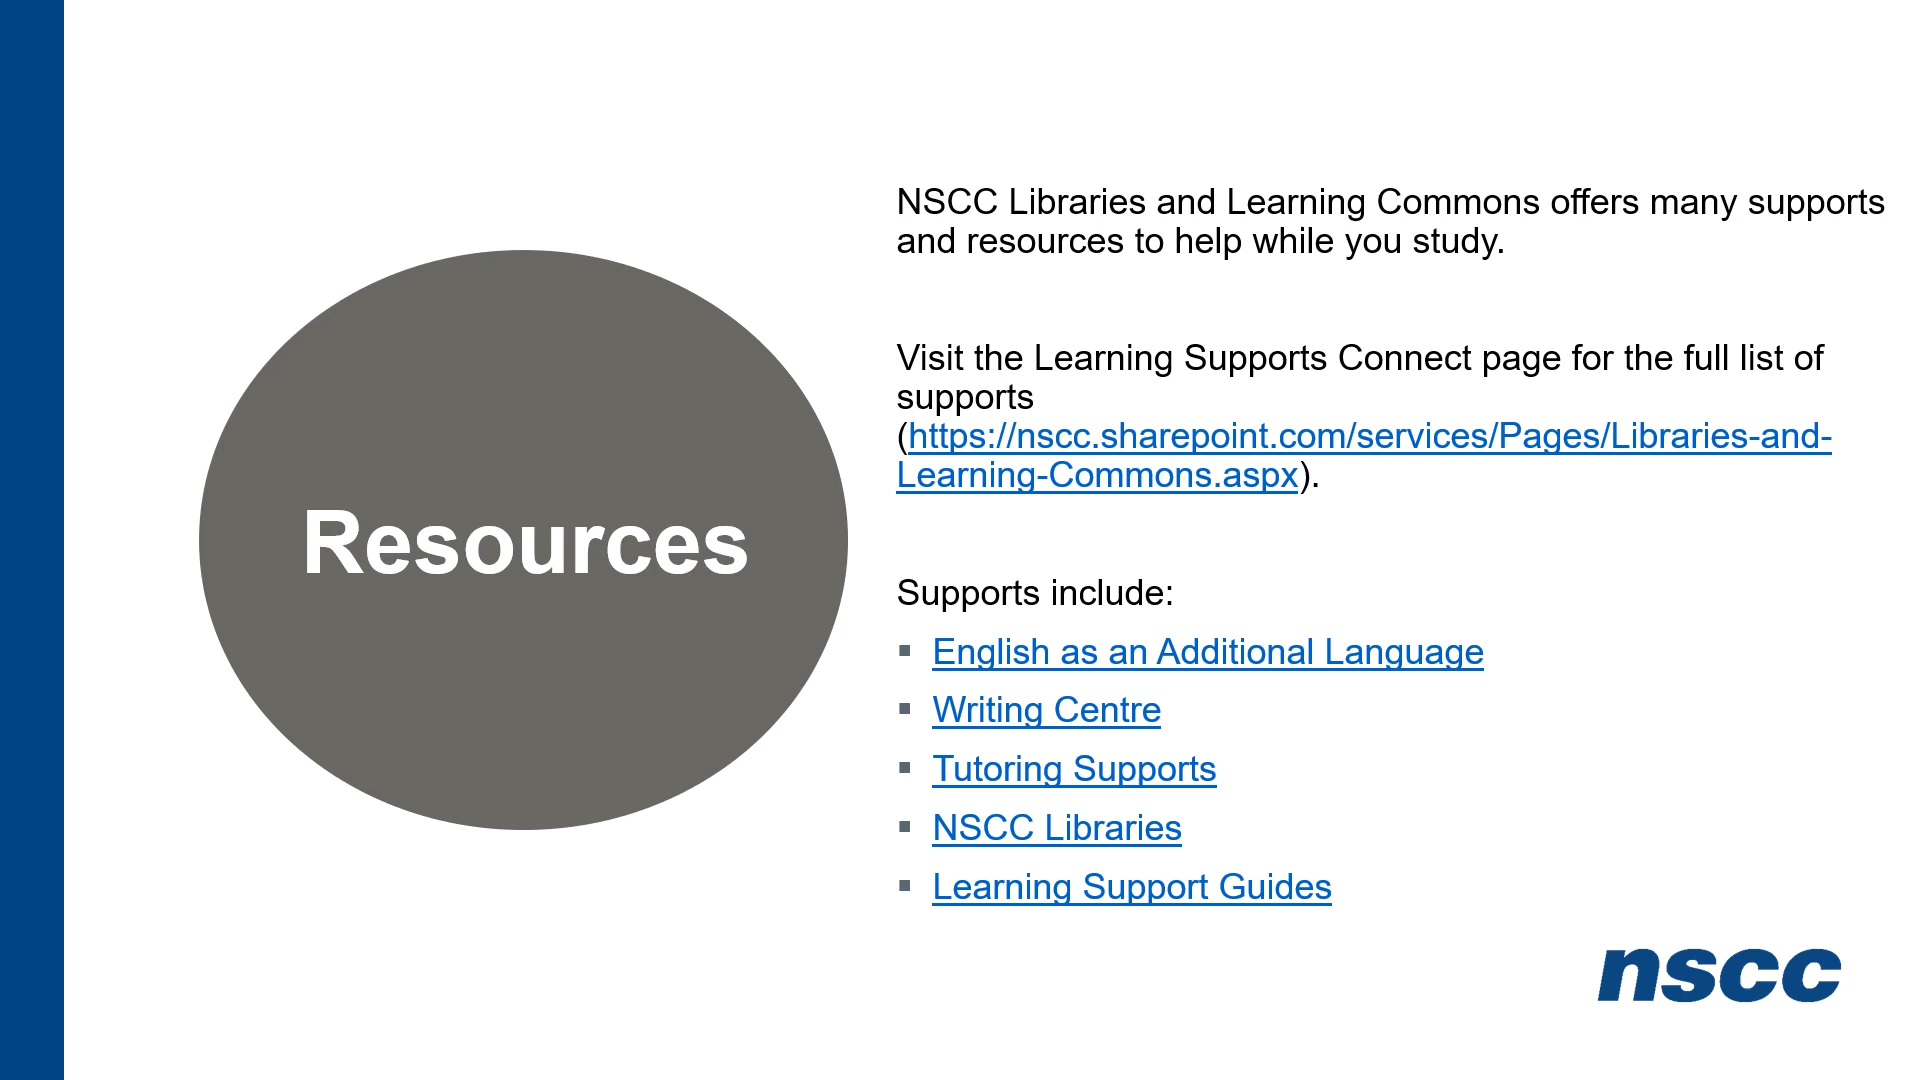 Resources
NSCC Libraries and Learning Commons offers many supports
and resources to help while you study.
Visit the Learning Supports Connect page for the full list of
supports
(https://nscc.sharepoint.com/services/Pages/Libraries-and-
Learning-Commons.aspx).
Supports include:
▪ English as an Additional Language
▪ Writing Centre
▪ Tutoring Supports
▪ NSCC Libraries
▪ Learning Support Guides
nscc